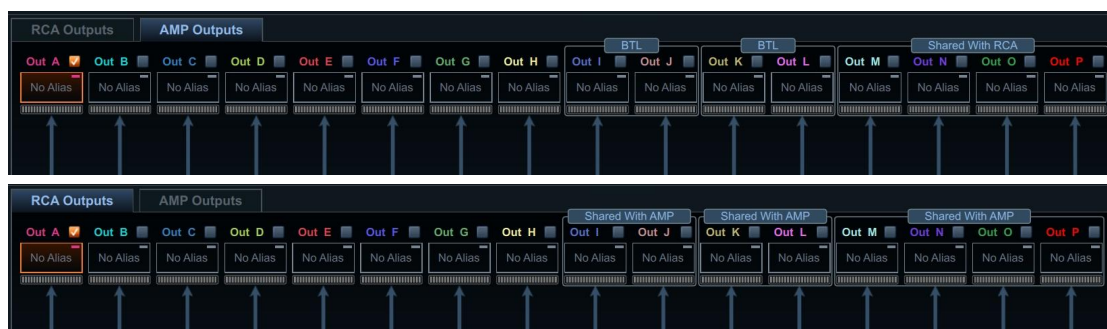 RCA Outputs AMP Outputs
BTL BTL Shared With RCA
Out A Out B Out C Out D Out E Out F Out G Out H Out I Out J Out K Out L Out M Out N Out O Out P
No Alias No Alias No Alias No Alias No Alias No Alias No Alias No Alias No Alias No Alias No Alias No Alias No Alias No Alias No Alias No Alias
RCA Outputs AMP Outputs
Shared With AMP Shared With AMP Shared With AMP
Out A Out B Out C Out D Out E Out F Out G Out H Out I Out J Out K Out L Out M Out N Out O Out P
No Alias No Alias No Alias No Alias No Alias No Alias No Alias No Alias No Alias No Alias No Alias No Alias No Alias No Alias No Alias No Alias